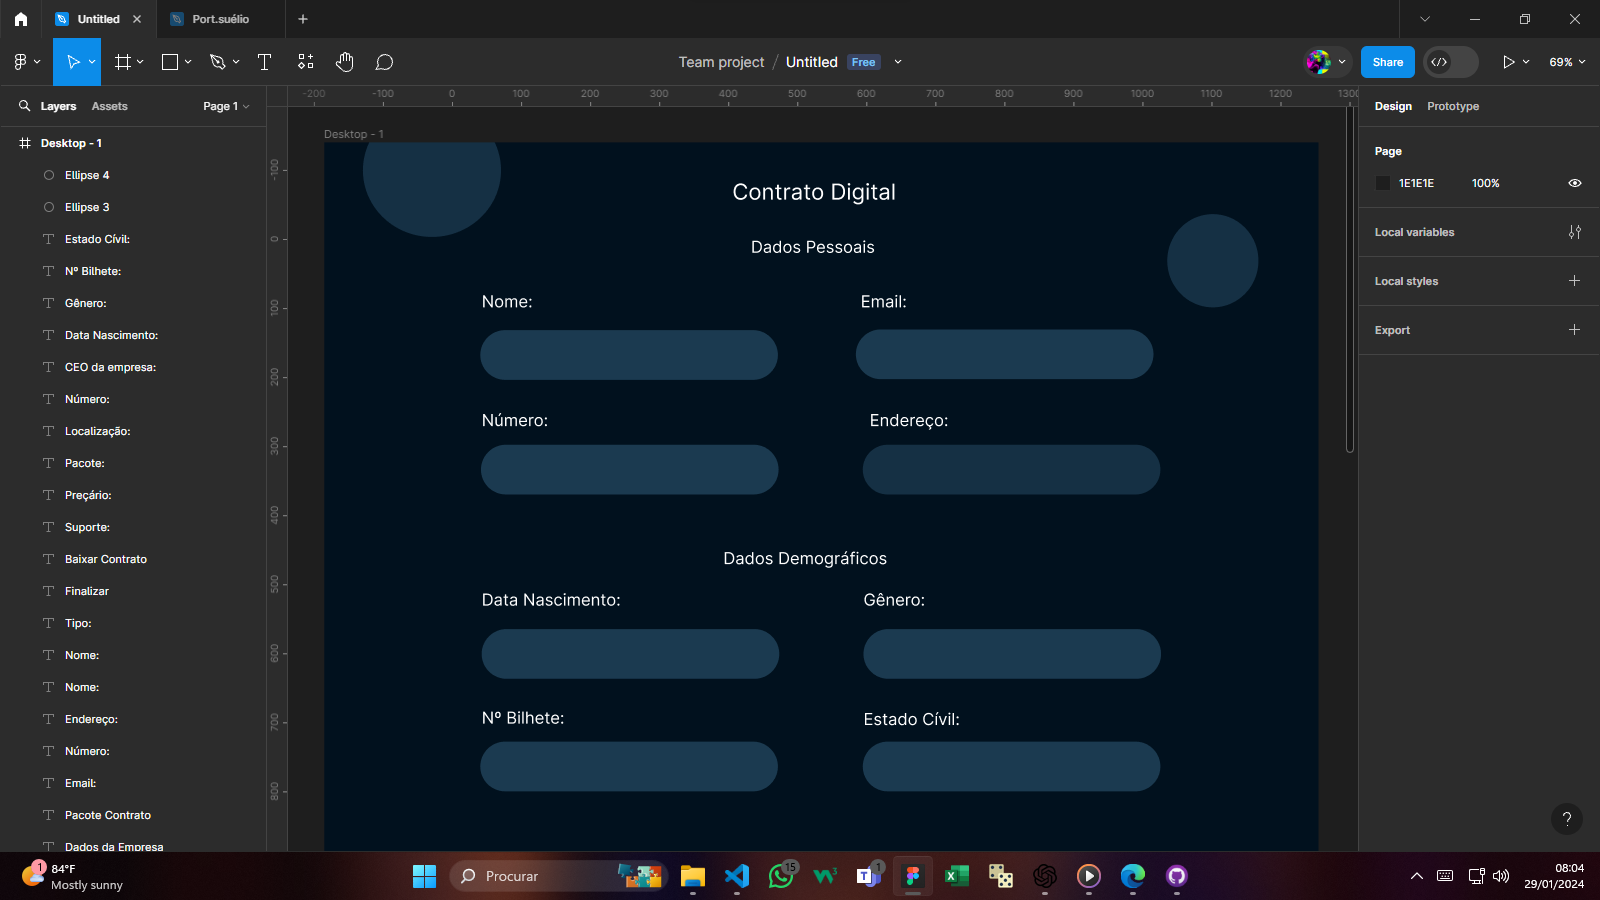 Untitled
Port.suélio
Team project / Untitled Free
Share
69%
Layers
Assets
Page 1
Desktop - 1
Ellipse 4
Ellipse 3
Estado Cívil:
Nº Bilhete:
Gênero:
Data Nascimento:
CEO da empresa:
Número:
Localização:
Pacote:
Preçário:
Suporte:
Baixar Contrato
Finalizar
Tipo:
Nome:
Nome:
Endereço:
Número:
Email:
Pacote Contrato
Dados da Empresa
-200 -100 0 100 200 300 400 500 600 700 800 900 1000 1100 1200 1300
-100
0
100
200
300
400
500
600
700
800
Desktop - 1
Contrato Digital
Dados Pessoais
Nome:
Email:
Número:
Endereço:
Dados Demográficos
Data Nascimento:
Gênero:
Nº Bilhete:
Estado Cívil:
Design
Prototype
Page
1E1E1E 100%
Local variables
Local styles
Export
?
1
84°F
Mostly sunny
Procurar
15
1
08:04
29/01/2024